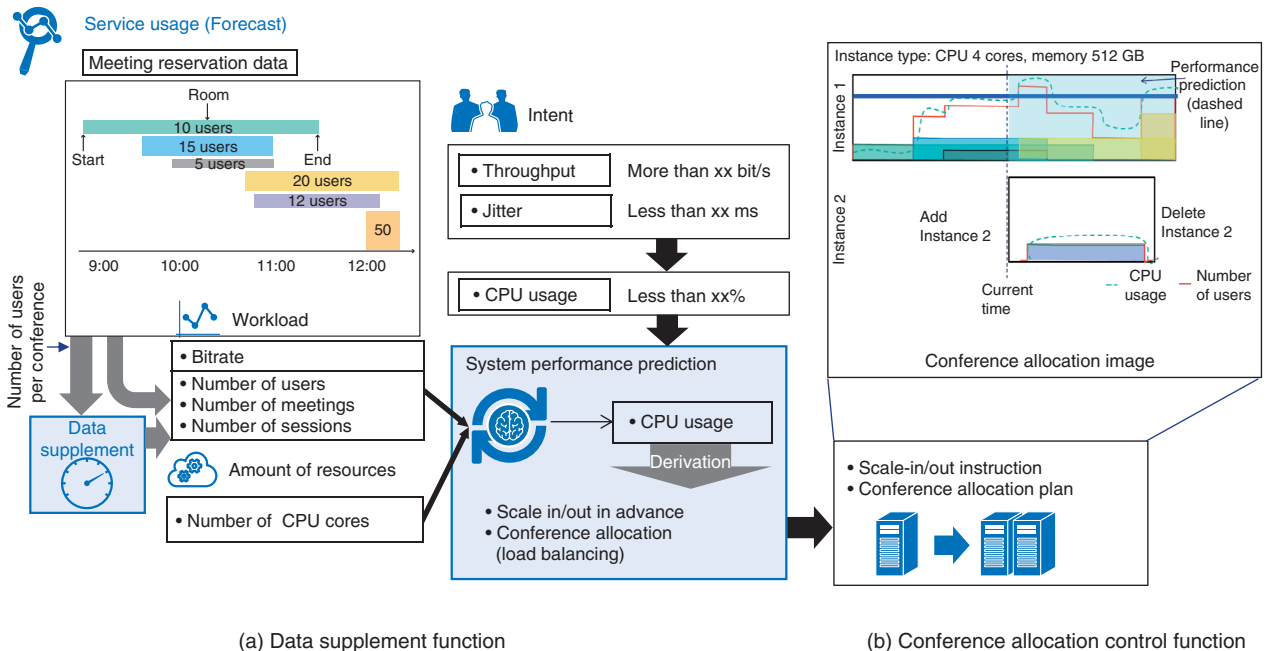 Service usage (Forecast)
Meeting reservation data
Room
10 users
Start
15 users
End
5 users
20 users
12 users
50
9:00
10:00
11:00
12:00
Number of users
per conference
Workload
• Bitrate
• Number of users
• Number of meetings
• Number of sessions
Data
supplement
Amount of resources
• Number of CPU cores
Intent
• Throughput
More than xx bit/s
• Jitter
Less than xx ms
• CPU usage
Less than xx%
System performance prediction
• CPU usage
Derivation
• Scale in/out in advance
• Conference allocation
(load balancing)
Instance type: CPU 4 cores, memory 512 GB
Instance 1
Performance
prediction
(dashed
line)
Instance 2
Add
Instance 2
Delete
Instance 2
Current
time
CPU
usage
Number
of users
Conference allocation image
• Scale-in/out instruction
• Conference allocation plan
(a) Data supplement function
(b) Conference allocation control function